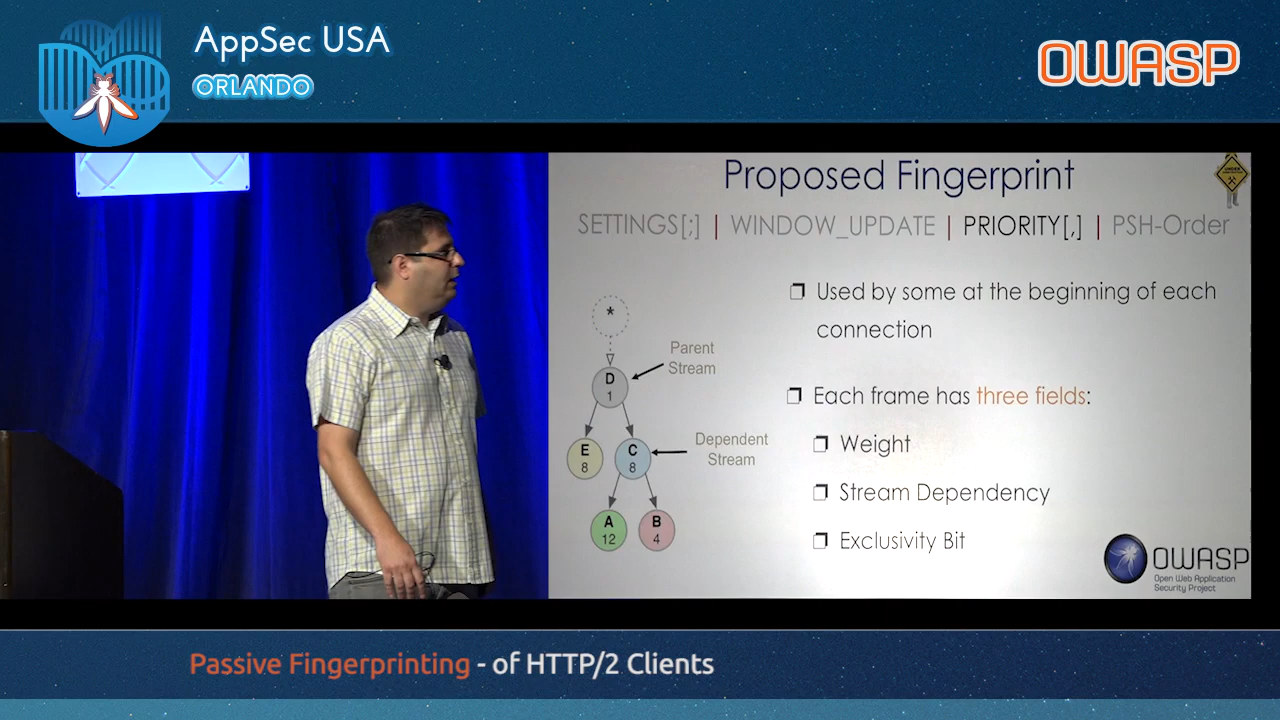 AppSec USA
ORLANDO
OWASP
Proposed Fingerprint
SETTINGS[;] | WINDOW_UPDATE | PRIORITY[,] | PSH-Order
Used by some at the beginning of each
connection
*
Parent
Stream
D
1
Each frame has three fields:
Dependent
Stream
E
8
C
8
Weight
Stream Dependency
A
12
B
4
Exclusivity Bit
OWASP
Open Web Application
Security Project
Passive Fingerprinting - of HTTP/2 Clients